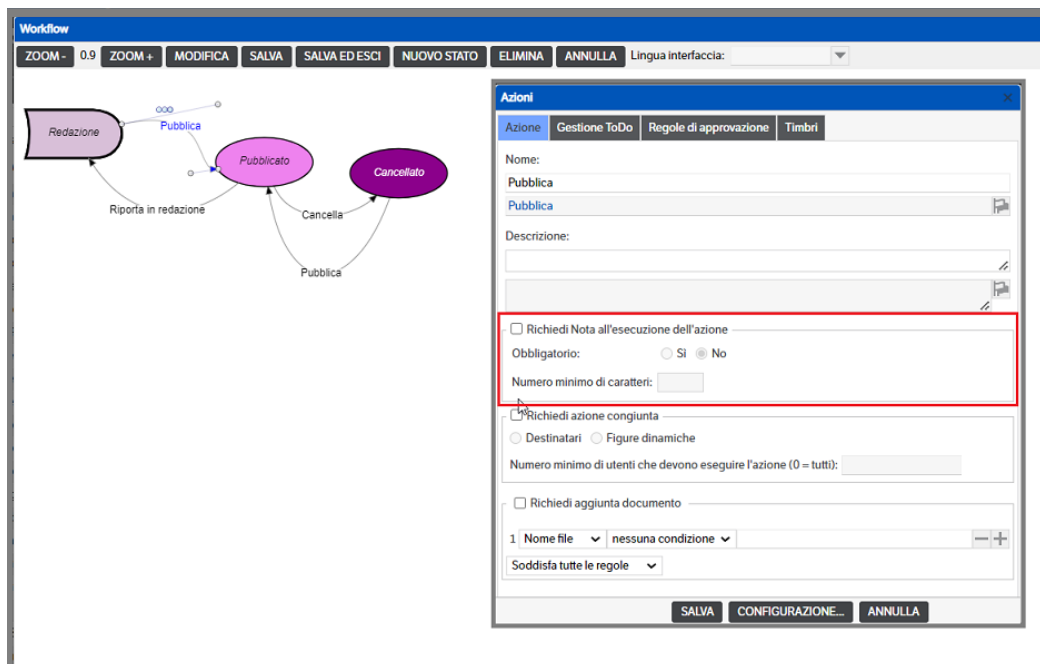 Workflow
ZOOM - 0.9 ZOOM + MODIFICA SALVA SALVA ED ESCI NUOVO STATO ELIMINA ANNULLA Lingua interfaccia:
Redazione
Pubblica
Pubblicato
Cancellato
Riporta in redazione
Cancella
Pubblica
Azioni
Azione Gestione ToDo Regole di approvazione Timbri
Nome:
Pubblica
Pubblica
Descrizione:
Richiedi Nota all'esecuzione dell'azione
Obbligatorio: Sì No
Numero minimo di caratteri:
Richiedi azione congiunta
Destinatari Figure dinamiche
Numero minimo di utenti che devono eseguire l'azione (0 = tutti):
Richiedi aggiunta documento
1 Nome file nessuna condizione
Soddisfa tutte le regole
SALVA CONFIGURAZIONE... ANNULLA